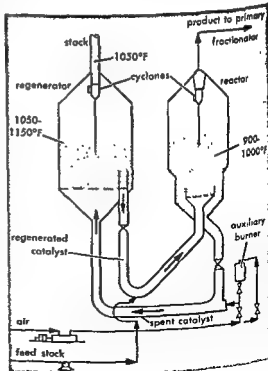 product to primary
fractionator
stack
1050°F
regenerator
cyclones
reactor
1050-
1150°F
900-
1000°F
auxiliary
burner
regenerated
catalyst
air
spent catalyst
feed stock